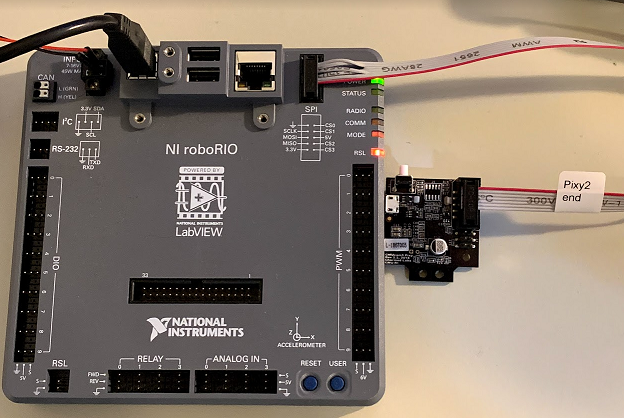 INPUT
7-16V
45W MAX
AWM 2651 28AWG
POWER
STATUS
CAN
L (GRN)
H (YEL)
3.3V SDA
I²C
SCL
SPI
CS0
SCLK
CS1
MOSI
5V
MISO
CS2
3.3V
CS3
RADIO
COMM
MODE
RSL
RS-232
TXD
RXD
NI roboRIO
POWERED BY
NATIONAL INSTRUMENTS
LabVIEW
Pixy2
end
300V
0
1
2
3
4
5
6
7
8
9
DIO
0
1
2
3
4
5
6
7
8
9
PWM
33
1
NATIONAL
INSTRUMENTS
Y
Z
X
ACCELEROMETER
S 5V
RSL
S
RELAY
0 1 2 3
FWD
REV
ANALOG IN
0 1 2 3
S
5V
RESET
USER
S 6V